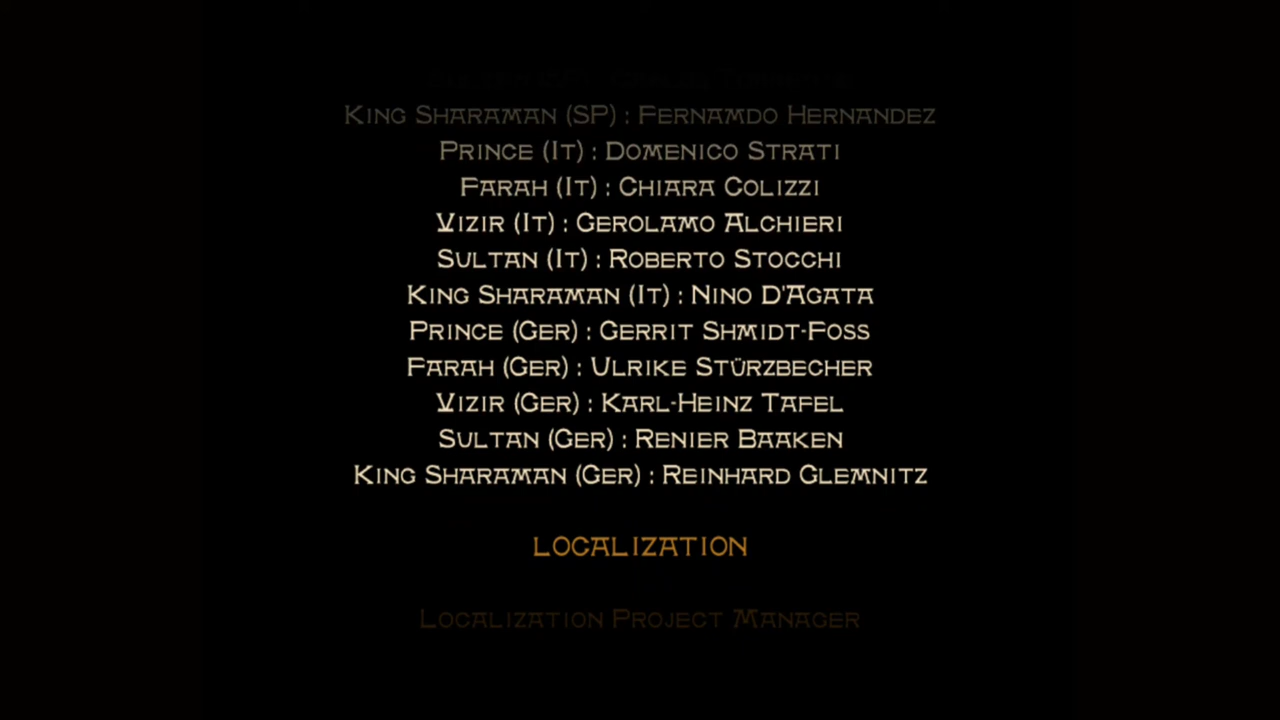 King Sharaman (SP) : Fernamdo Hernandez
Prince (It) : Domenico Strati
Farah (It) : Chiara Colizzi
Vizir (It) : Gerolamo Alchieri
Sultan (It) : Roberto Stocchi
King Sharaman (It) : Nino D'Agata
Prince (Ger) : Gerrit Shmidt-Foss
Farah (Ger) : Ulrike Stürzbecher
Vizir (Ger) : Karl-Heinz Tafel
Sultan (Ger) : Renier Baaken
King Sharaman (Ger) : Reinhard Glemnitz
LOCALIZATION
Localization Project Manager